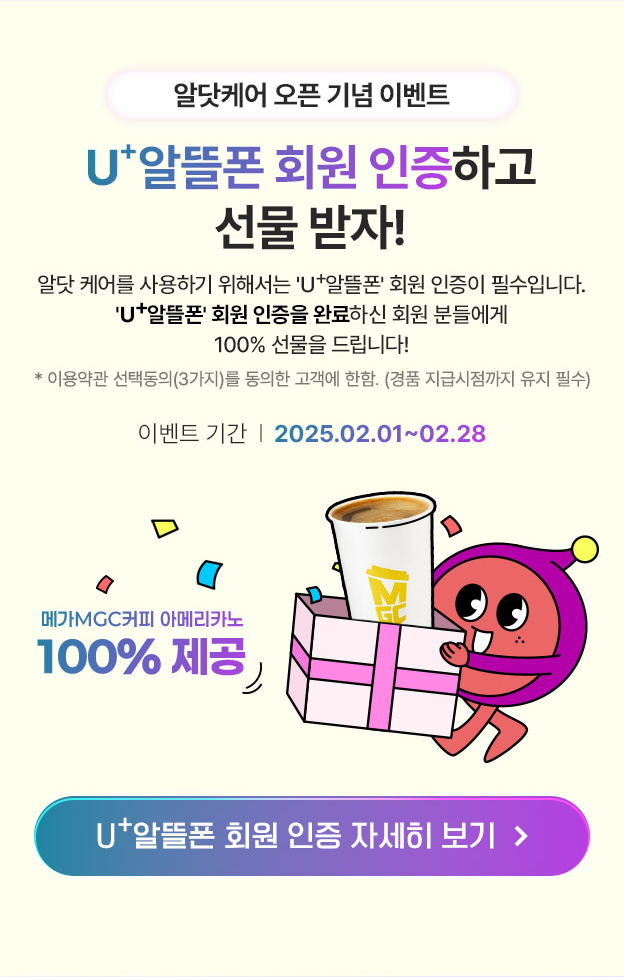 알닷케어 오픈 기념 이벤트
U⁺알뜰폰 회원 인증하고
선물 받자!
알닷 케어를 사용하기 위해서는 'U⁺알뜰폰' 회원 인증이 필수입니다.
'U⁺알뜰폰' 회원 인증을 완료하신 회원 분들에게
100% 선물을 드립니다!
* 이용약관 선택동의(3가지)를 동의한 고객에 한함. (경품 지급시점까지 유지 필수)
이벤트 기간 | 2025.02.01~02.28
M
GC
메가MGC커피 아메리카노
100% 제공
U⁺알뜰폰 회원 인증 자세히 보기 >